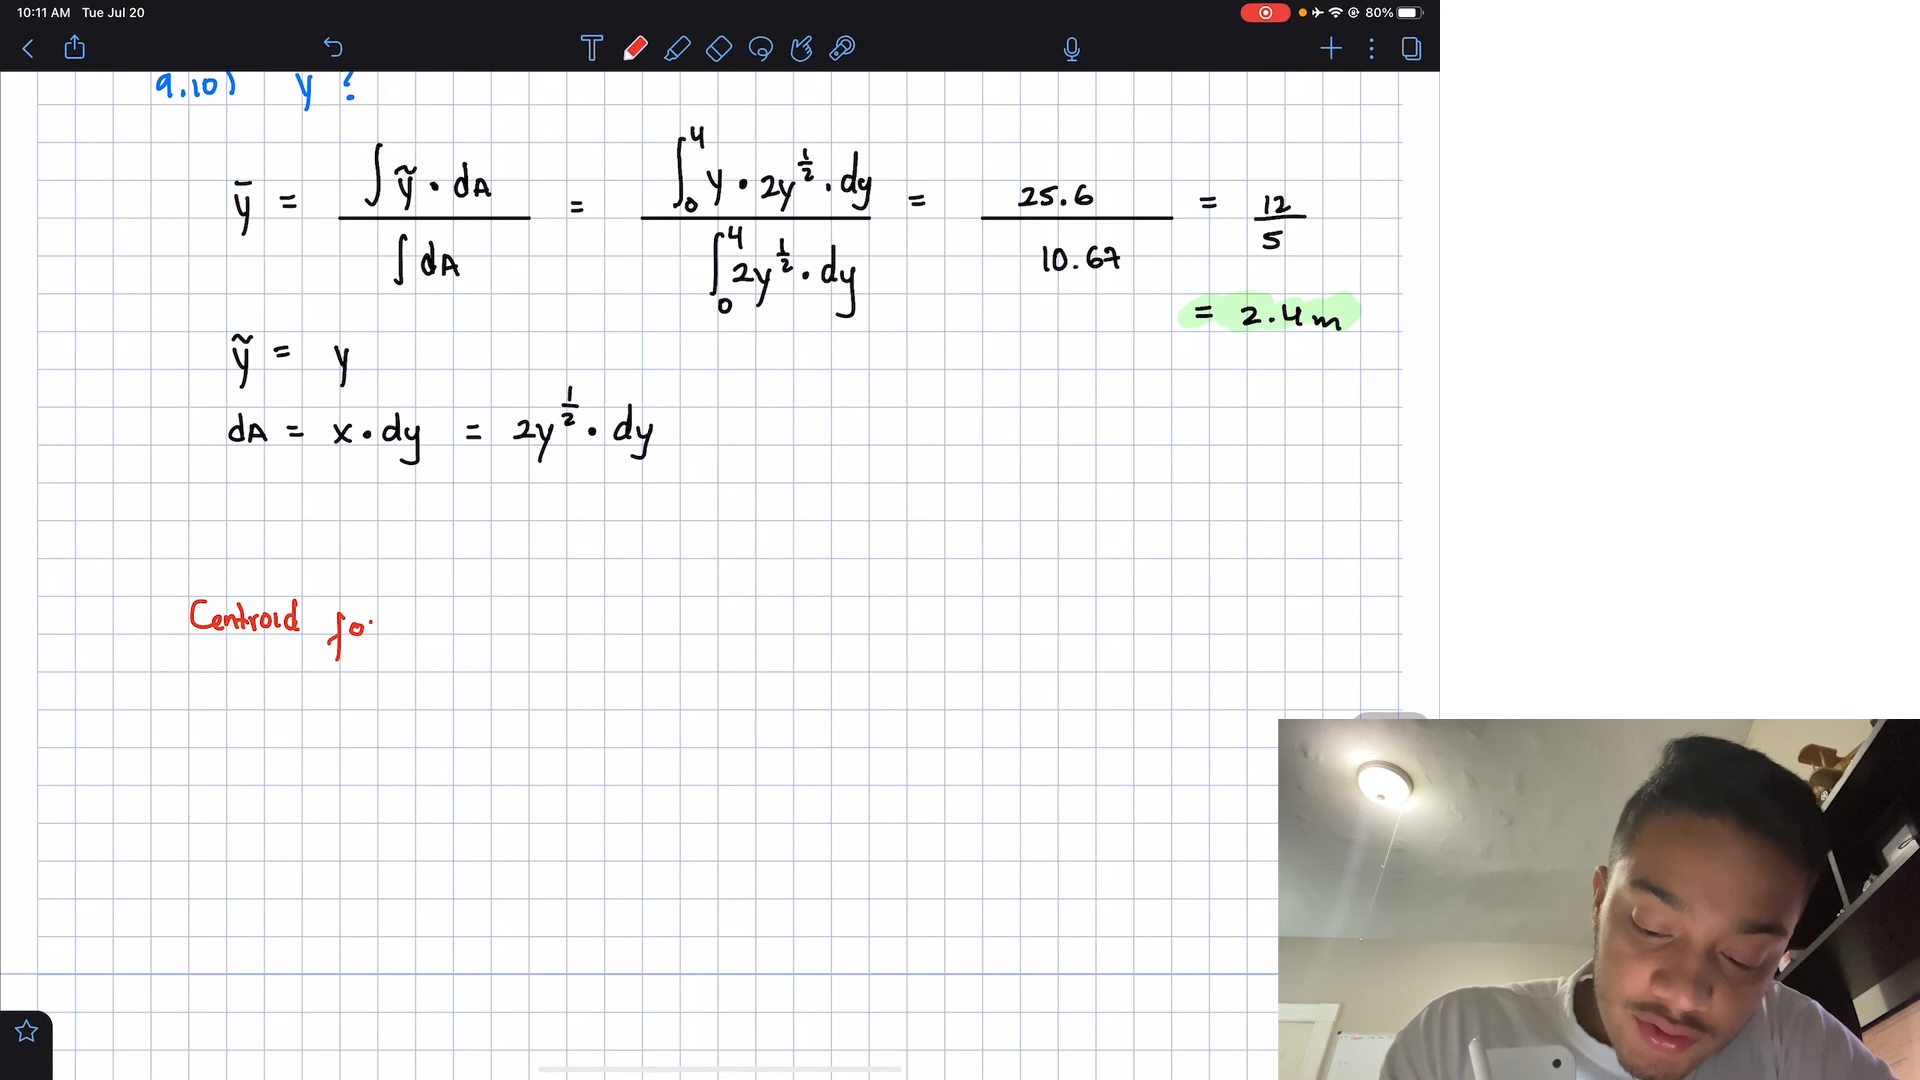 10:11 AM Tue Jul 20
80%
9.10) y ?
ȳ = ∫ ỹ · dA / ∫ dA = ∫₀⁴ y · 2y^{1/2} · dy / ∫₀⁴ 2y^{1/2} · dy = 25.6 / 10.67 = 12/5
= 2.4 m
ỹ = y
dA = x · dy = 2y^{1/2} · dy
Centroid fo